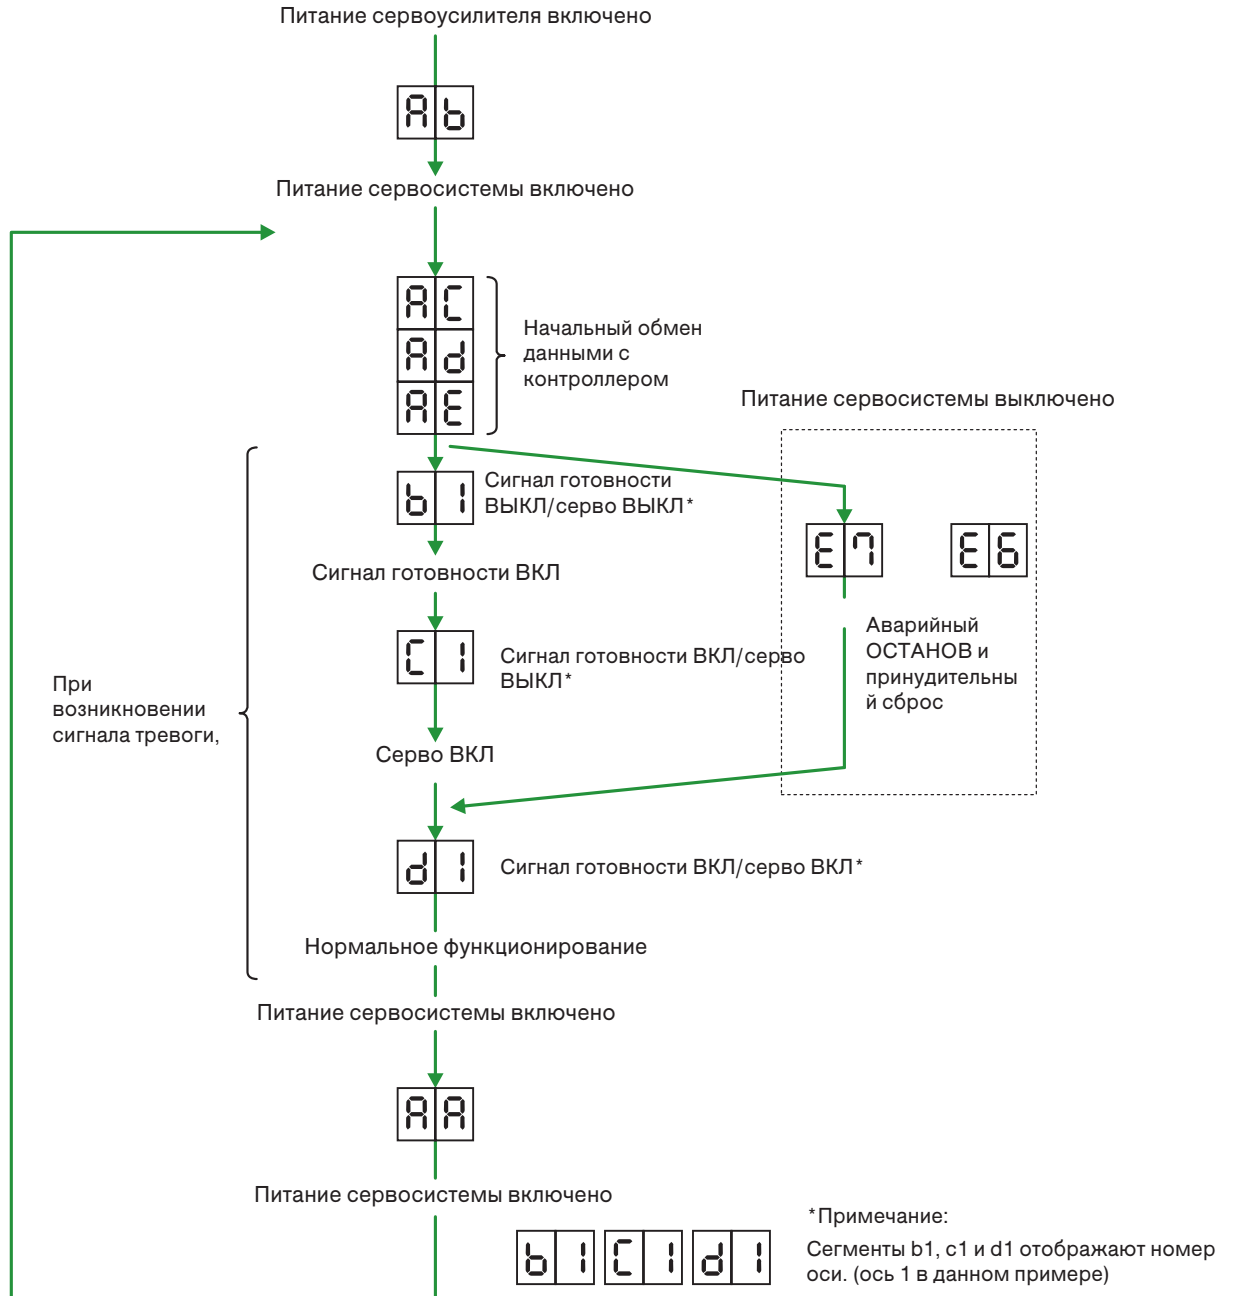 Питание сервоусилителя включено
Ab
Питание сервосистемы включено
AC
Ad
AE
Начальный обмен
данными с
контроллером
Питание сервосистемы выключено
b1
Сигнал готовности
ВЫКЛ/серво ВЫКЛ*
E7
E6
Сигнал готовности ВКЛ
Аварийный
ОСТАНОВ и
принудительны
й сброс
C1
Сигнал готовности ВКЛ/серво
ВЫКЛ*
При
возникновении
сигнала тревоги,
Серво ВКЛ
d1
Сигнал готовности ВКЛ/серво ВКЛ*
Нормальное функционирование
Питание сервосистемы включено
AA
Питание сервосистемы включено
b1 C1 d1
*Примечание:
Сегменты b1, c1 и d1 отображают номер
оси. (ось 1 в данном примере)